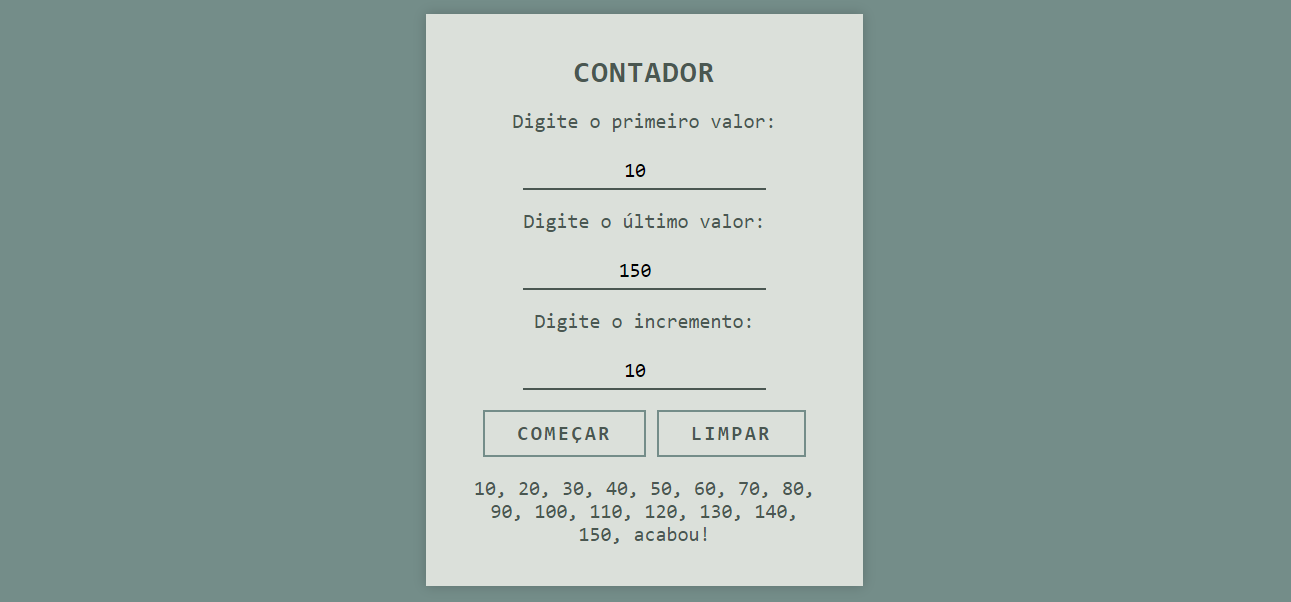 CONTADOR
Digite o primeiro valor:
10
Digite o último valor:
150
Digite o incremento:
10
COMEÇAR LIMPAR
10, 20, 30, 40, 50, 60, 70, 80,
90, 100, 110, 120, 130, 140,
150, acabou!